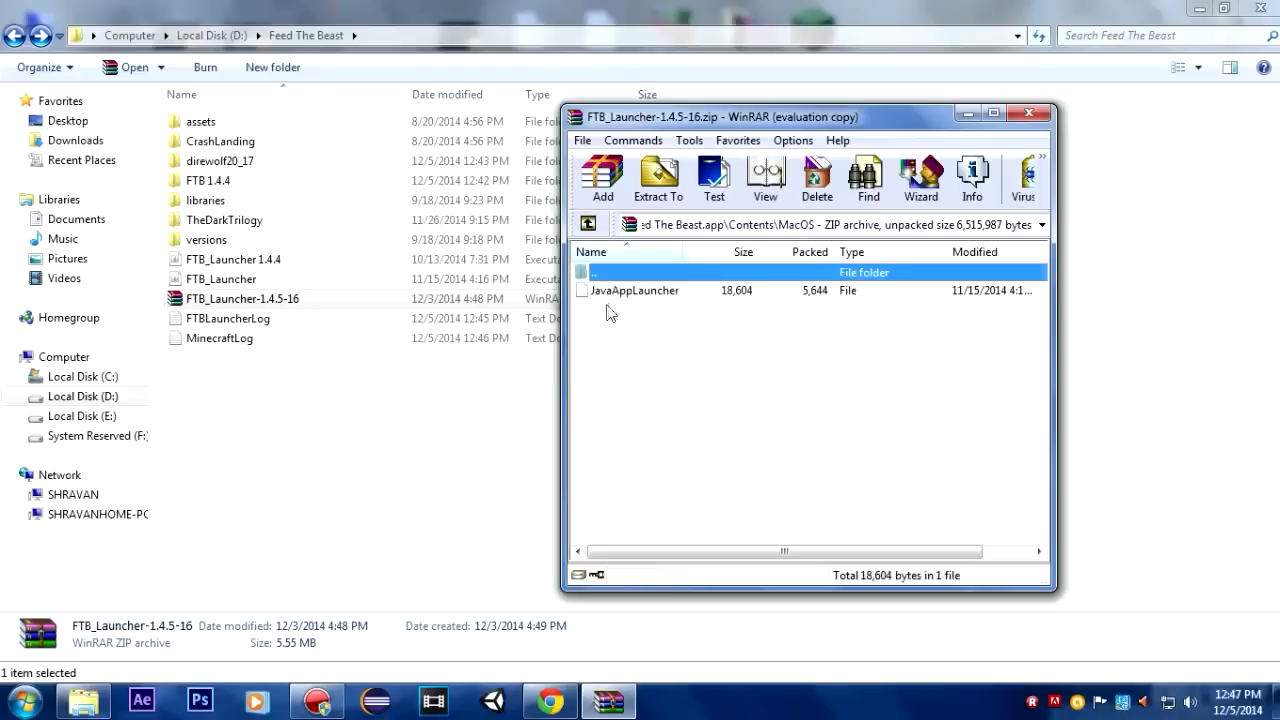 Computer Local Disk (D:) Feed The Beast
Search Feed The Beast
Organize Open Burn New folder
Name Date modified Type Size
Favorites
Desktop
Downloads
Recent Places
Libraries
Documents
Music
Pictures
Videos
Homegroup
Computer
Local Disk (C:)
Local Disk (D:)
Local Disk (E:)
System Reserved (F:)
Network
SHRAVAN
SHRAVANHOME-PC
assets 8/20/2014 4:56 PM File fo
CrashLanding 8/20/2014 4:56 PM File fo
direwolf20_17 12/5/2014 12:43 PM File fo
FTB 1.4.4 12/5/2014 12:42 PM File fo
libraries 9/18/2014 9:23 PM File fo
TheDarkTrilogy 11/26/2014 9:15 PM File fo
versions 9/18/2014 9:18 PM File fo
FTB_Launcher 1.4.4 10/13/2014 7:31 PM Executa
FTB_Launcher 11/15/2014 4:16 PM Executa
FTB_Launcher-1.4.5-16 12/3/2014 4:48 PM WinRA
FTBLauncherLog 12/5/2014 12:45 PM Text Do
MinecraftLog 12/5/2014 12:46 PM Text Do
FTB_Launcher-1.4.5-16.zip - WinRAR (evaluation copy)
File Commands Tools Favorites Options Help
Add Extract To Test View Delete Find Wizard Info Virus
ed The Beast.app\Contents\MacOS - ZIP archive, unpacked size 6,515,987 bytes
Name Size Packed Type Modified
.. File folder
JavaAppLauncher 18,604 5,644 File 11/15/2014 4:1...
Total 18,604 bytes in 1 file
FTB_Launcher-1.4.5-16 Date modified: 12/3/2014 4:48 PM Date created: 12/3/2014 4:49 PM
WinRAR ZIP archive Size: 5.55 MB
1 item selected
Ae Ps
12:47 PM
12/5/2014